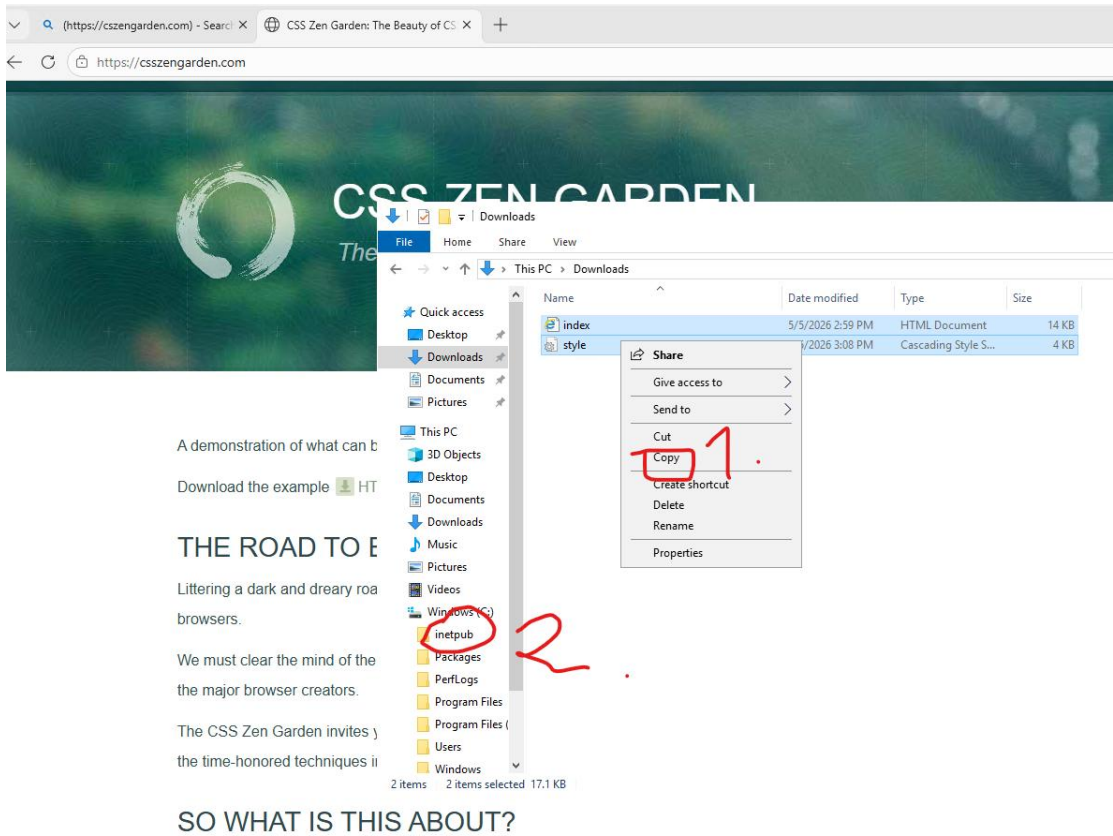 (https://cszengarden.com) - Search
CSS Zen Garden: The Beauty of CS
https://csszengarden.com
CSS ZEN GARDEN
The
Downloads
File Home Share View
This PC > Downloads
Name Date modified Type Size
index 5/5/2026 2:59 PM HTML Document 14 KB
style /2026 3:08 PM Cascading Style S... 4 KB
Quick access
Desktop
Downloads
Documents
Pictures
This PC
3D Objects
Desktop
Documents
Downloads
Music
Pictures
Videos
Windows (C:)
inetpub
Packages
PerfLogs
Program Files
Program Files (
Users
Windows
Share
Give access to
Send to
Cut
Copy
Create shortcut
Delete
Rename
Properties
1.
2.
2 items 2 items selected 17.1 KB
A demonstration of what can b
Download the example HT
THE ROAD TO E
Littering a dark and dreary roa
browsers.
We must clear the mind of the
the major browser creators.
The CSS Zen Garden invites y
the time-honored techniques i
SO WHAT IS THIS ABOUT?